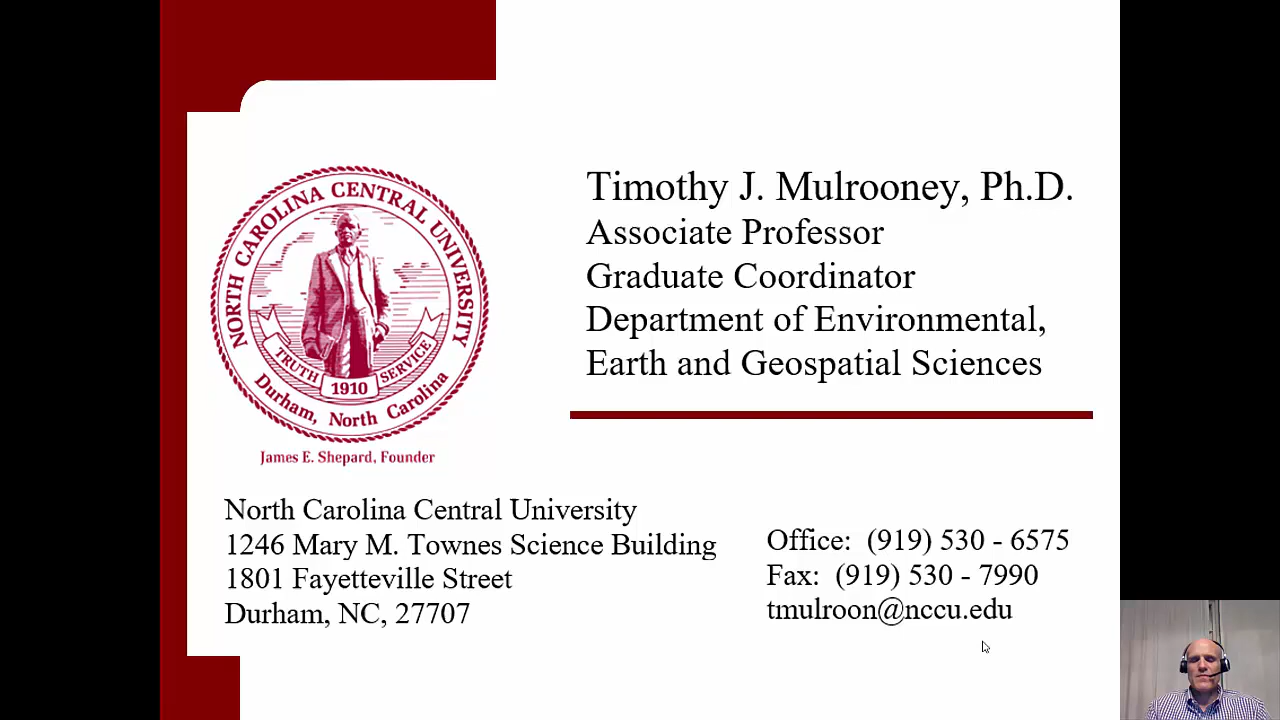 NORTH CAROLINA CENTRAL UNIVERSITY
TRUTH 1910 SERVICE
Durham, North Carolina
James E. Shepard, Founder
Timothy J. Mulrooney, Ph.D.
Associate Professor
Graduate Coordinator
Department of Environmental,
Earth and Geospatial Sciences
North Carolina Central University
1246 Mary M. Townes Science Building
1801 Fayetteville Street
Durham, NC, 27707
Office: (919) 530 - 6575
Fax: (919) 530 - 7990
tmulroon@nccu.edu